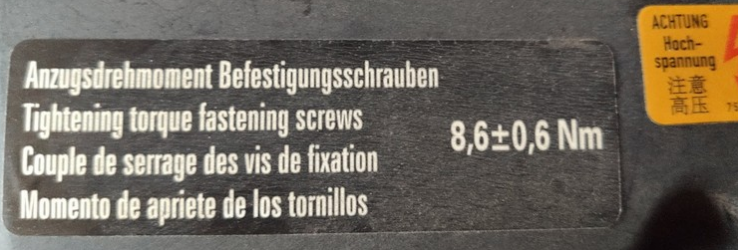 Anzugsdrehmoment Befestigungsschrauben
Tightening torque fastening screws
Couple de serrage des vis de fixation
Momento de apriete de los tornillos
8,6±0,6 Nm
ACHTUNG
Hoch-
spannung
注意
高压